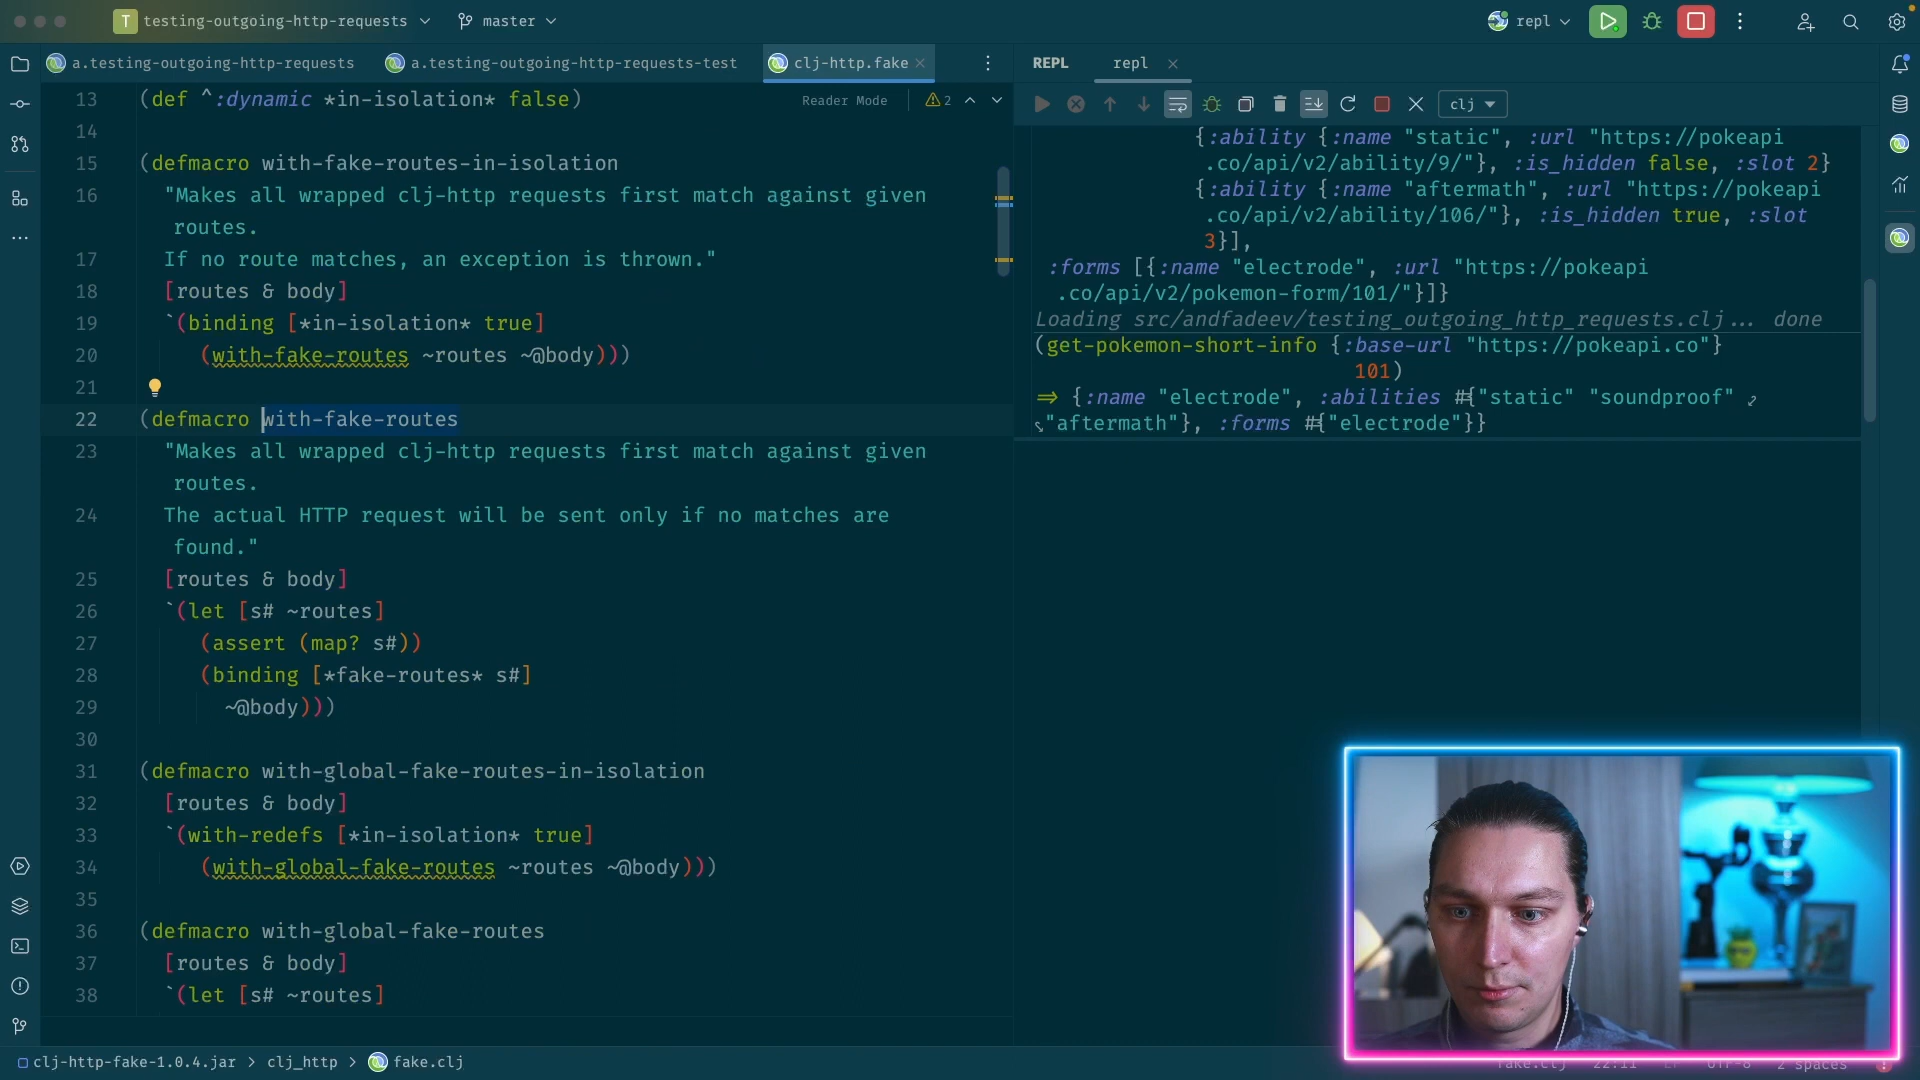 T testing-outgoing-http-requests master repl
a.testing-outgoing-http-requests a.testing-outgoing-http-requests-test clj-http.fake
REPL repl
Reader Mode 2
clj
13 (def ^:dynamic *in-isolation* false)
14
15 (defmacro with-fake-routes-in-isolation
16 "Makes all wrapped clj-http requests first match against given
routes.
17 If no route matches, an exception is thrown."
18 [routes & body]
19 `(binding [*in-isolation* true]
20 (with-fake-routes ~routes ~@body)))
21
22 (defmacro with-fake-routes
23 "Makes all wrapped clj-http requests first match against given
routes.
24 The actual HTTP request will be sent only if no matches are
found."
25 [routes & body]
26 `(let [s# ~routes]
27 (assert (map? s#))
28 (binding [*fake-routes* s#]
29 ~@body)))
30
31 (defmacro with-global-fake-routes-in-isolation
32 [routes & body]
33 `(with-redefs [*in-isolation* true]
34 (with-global-fake-routes ~routes ~@body)))
35
36 (defmacro with-global-fake-routes
37 [routes & body]
38 `(let [s# ~routes]
{:ability {:name "static", :url "https://pokeapi
.co/api/v2/ability/9/"}, :is_hidden false, :slot 2}
{:ability {:name "aftermath", :url "https://pokeapi
.co/api/v2/ability/106/"}, :is_hidden true, :slot
3}],
:forms [{:name "electrode", :url "https://pokeapi
.co/api/v2/pokemon-form/101/"}]}
Loading src/andfadeev/testing_outgoing_http_requests.clj... done
(get-pokemon-short-info {:base-url "https://pokeapi.co"}
101)
=> {:name "electrode", :abilities #{"static" "soundproof"
"aftermath"}, :forms #{"electrode"}}
clj-http-fake-1.0.4.jar > clj_http > fake.clj
fake.clj 22:11 LF UTF-8 2 spaces